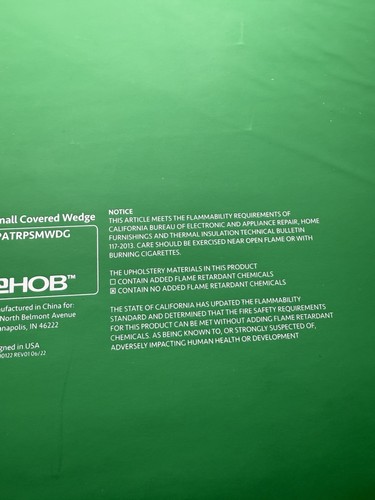 mall Covered Wedge
PATRPSMWDG
HOB™
ufactured in China for:
North Belmont Avenue
anapolis, IN 46222
gned in USA
00122 REV01 06/22
NOTICE
THIS ARTICLE MEETS THE FLAMMABILITY REQUIREMENTS OF
CALIFORNIA BUREAU OF ELECTRONIC AND APPLIANCE REPAIR, HOME
FURNISHINGS AND THERMAL INSULATION TECHNICAL BULLETIN
117-2013. CARE SHOULD BE EXERCISED NEAR OPEN FLAME OR WITH
BURNING CIGARETTES.
THE UPHOLSTERY MATERIALS IN THIS PRODUCT
☐ CONTAIN ADDED FLAME RETARDANT CHEMICALS
☒ CONTAIN NO ADDED FLAME RETARDANT CHEMICALS
THE STATE OF CALIFORNIA HAS UPDATED THE FLAMMABILITY
STANDARD AND DETERMINED THAT THE FIRE SAFETY REQUIREMENTS
FOR THIS PRODUCT CAN BE MET WITHOUT ADDING FLAME RETARDANT
CHEMICALS. AS BEING KNOWN TO, OR STRONGLY SUSPECTED OF,
ADVERSELY IMPACTING HUMAN HEALTH OR DEVELOPMENT